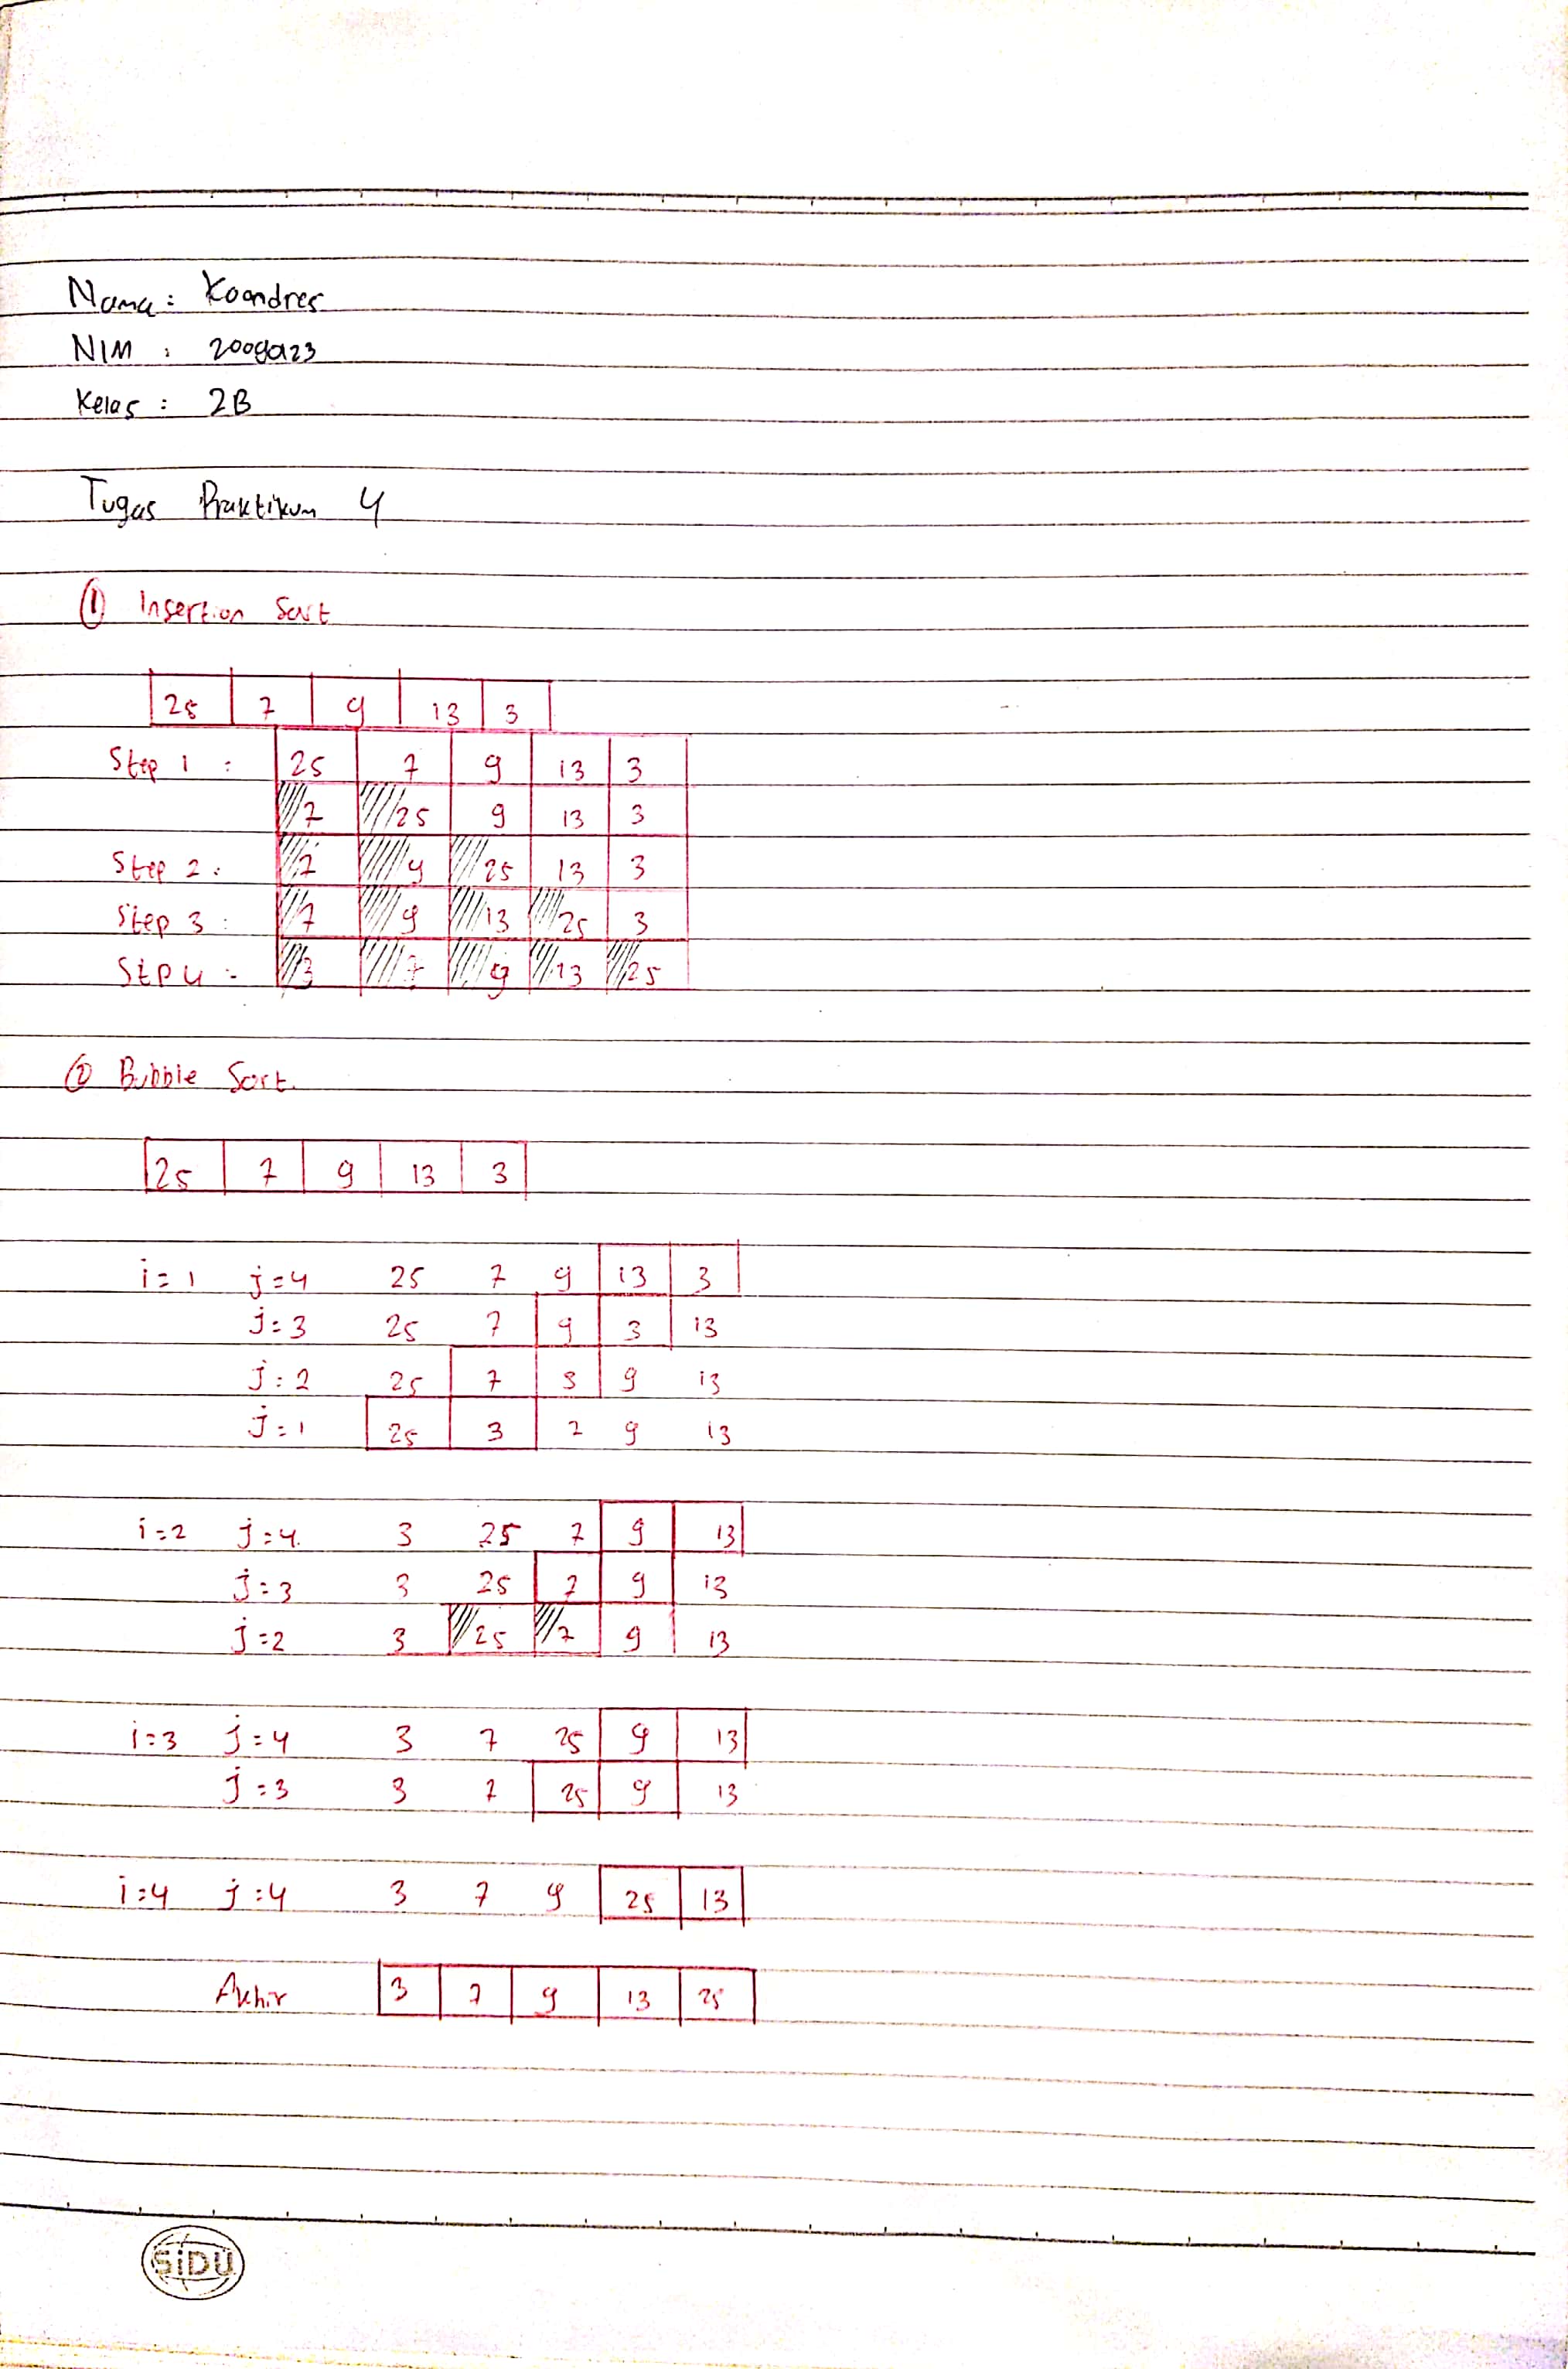 Nama : Koandres
NIM :
Kelas : 2B
Tugas Praktikum 4
① Insertion Sort
25 7 9 13 3
Step 1 : 25 7 9 13 3
7 25 9 13 3
Step 2 : 7 9 25 13 3
Step 3 : 7 9 13 25 3
Stp 4 : 3 7 9 13 25
② Bubble Sort.
25 7 9 13 3
i=1 j=4 25 7 9 13 3
j=3 25 7 9 3 13
j=2 25 7 3 9 13
j=1 25 3 7 9 13
i=2 j=4. 3 25 7 9 13
j=3 3 25 7 9 13
j=2 3 25 7 9 13
i=3 j=4 3 7 25 9 13
j=3 3 7 25 9 13
i=4 j=4 3 7 9 25 13
Akhir 3 7 9 13 25
SiDU